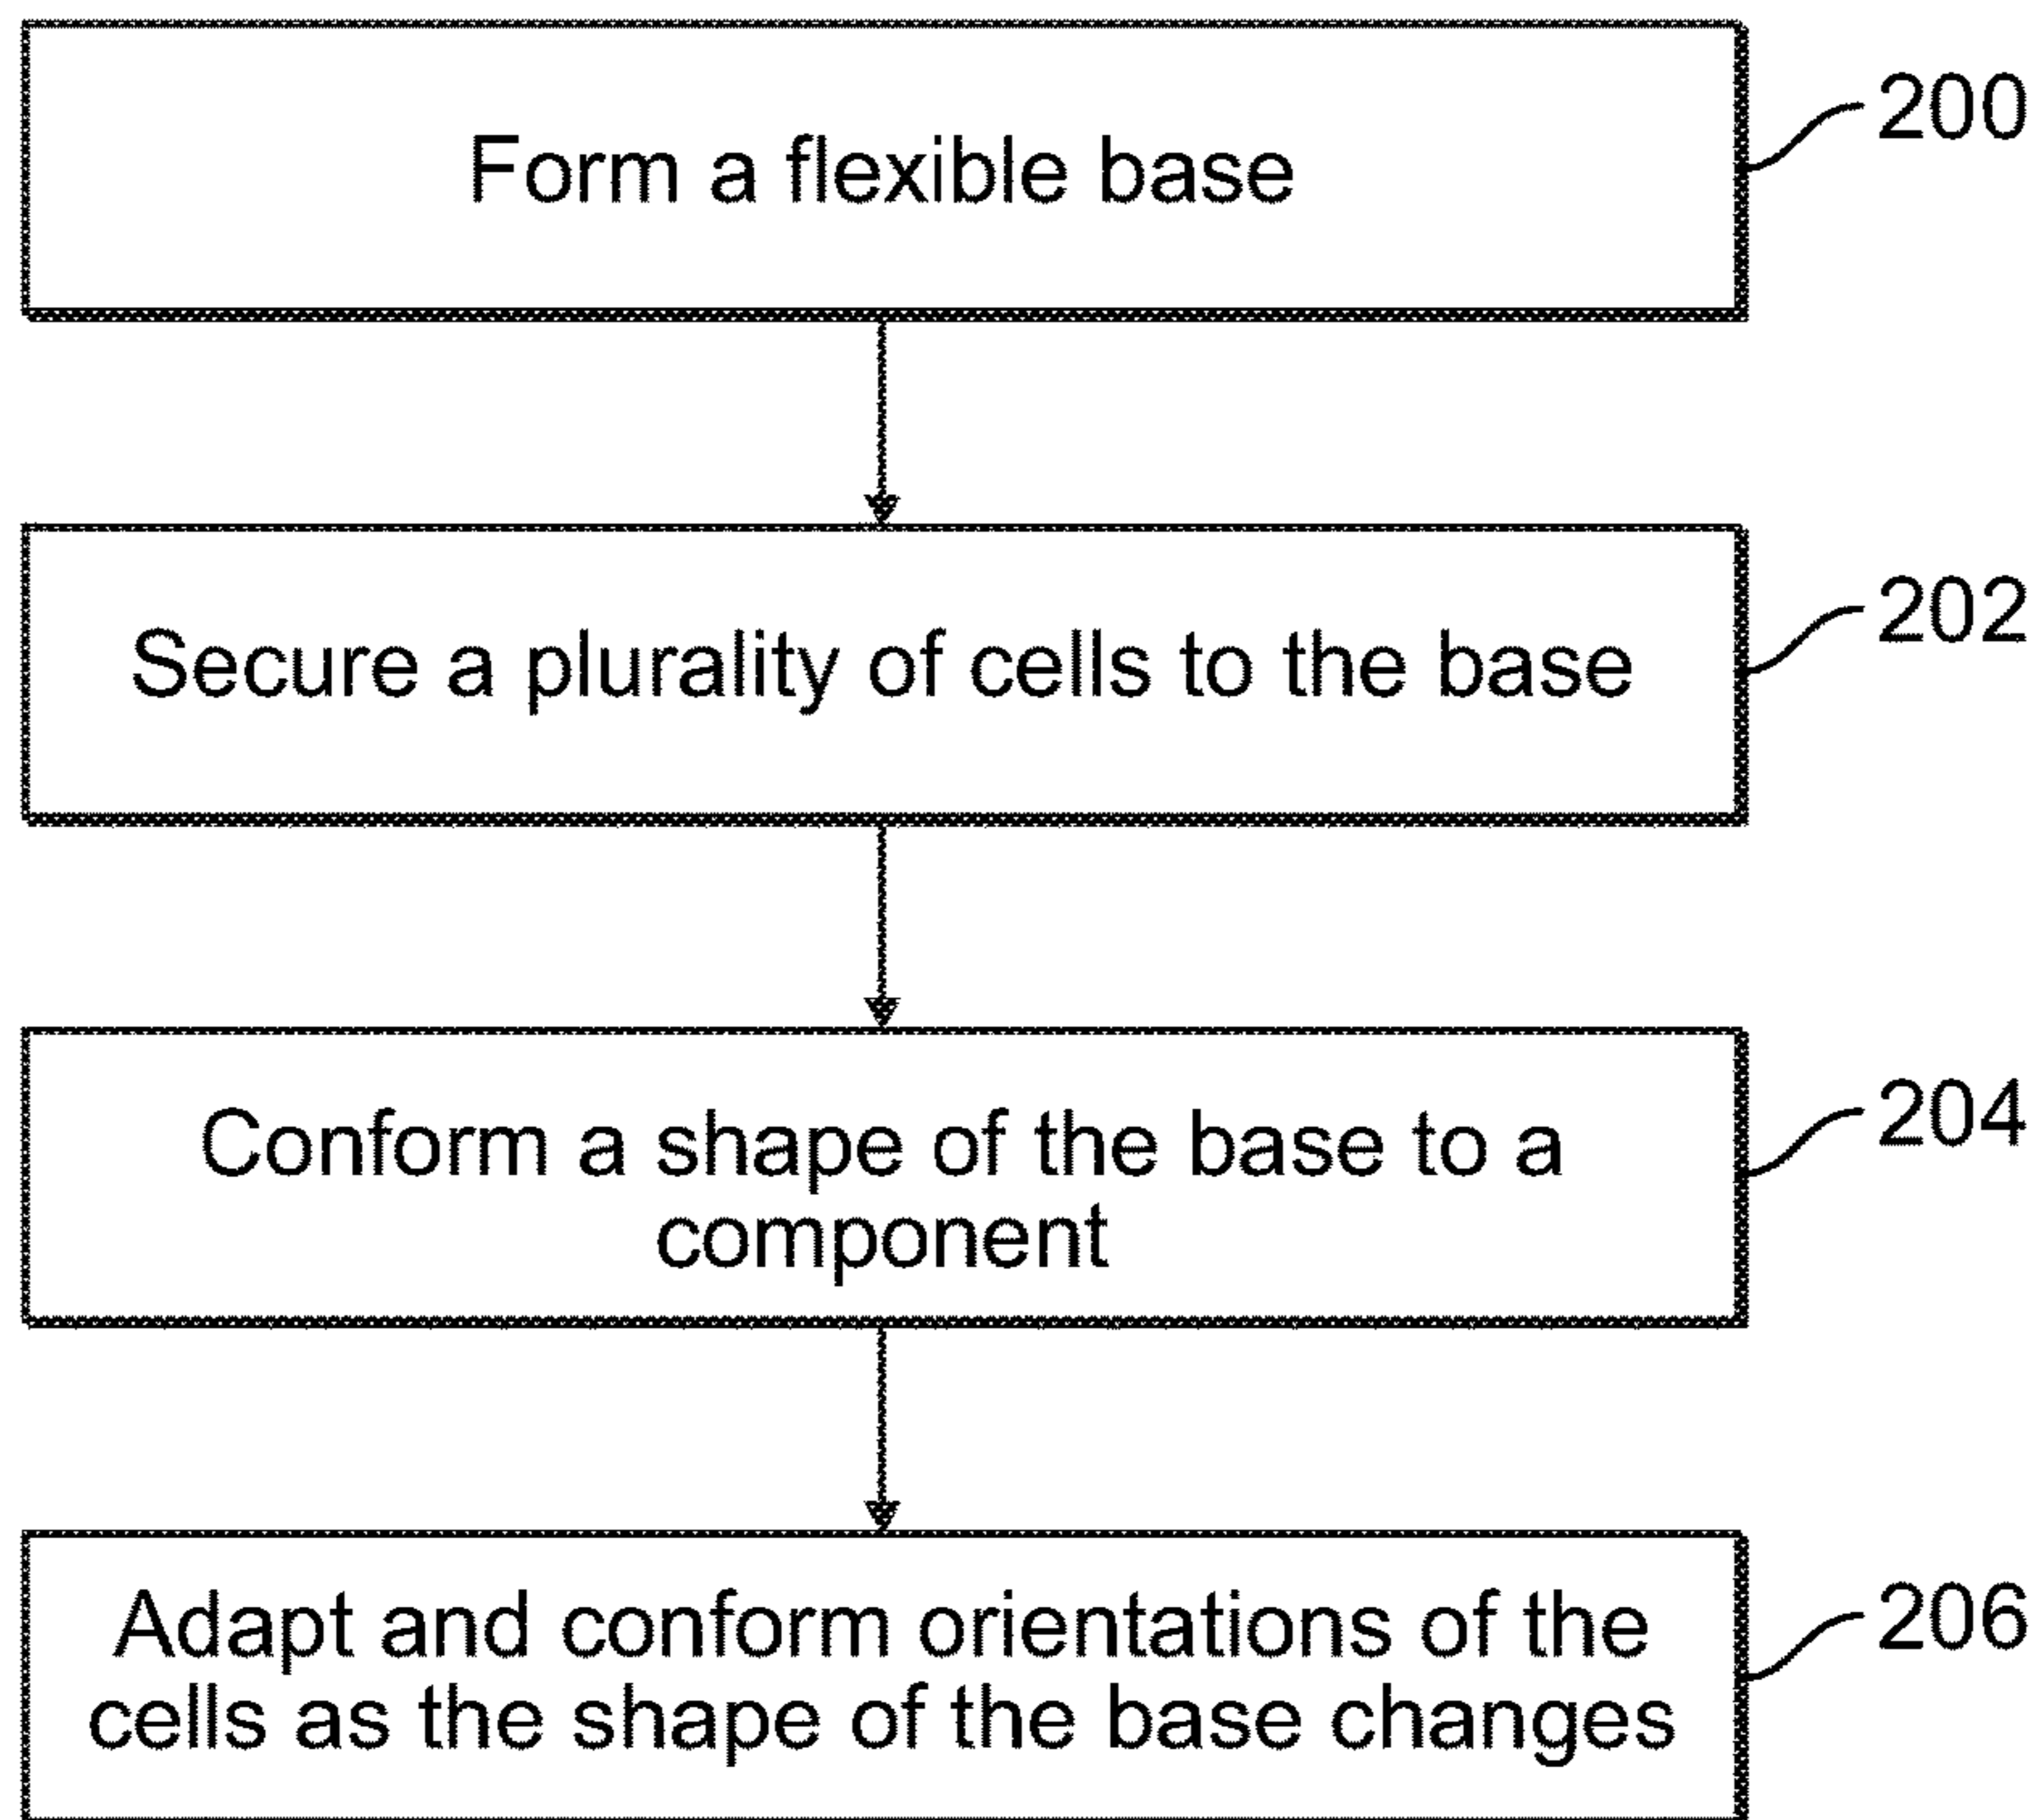 Form a flexible base
200
Secure a plurality of cells to the base
202
Conform a shape of the base to a
component
204
Adapt and conform orientations of the
cells as the shape of the base changes
206